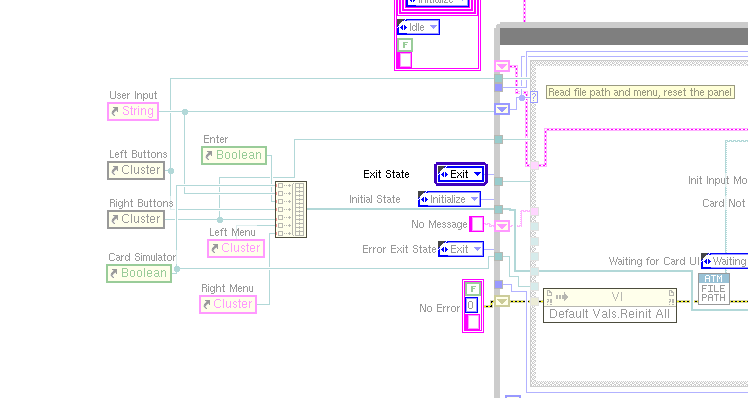 Initialize
Idle
F
Read file path and menu, reset the panel
?
User Input
String
Enter
Boolean
Left Buttons
Cluster
Exit State
Exit
Init Input Mo
Right Buttons
Cluster
Initial State
Initialize
Card Not
No Message
Left Menu
Cluster
Error Exit State
Exit
Card Simulator
Boolean
Waiting for Card UI
Waiting
ATM
FILE
PATH
Right Menu
Cluster
No Error
F
0
?!
VI
?!
Default Vals.Reinit All